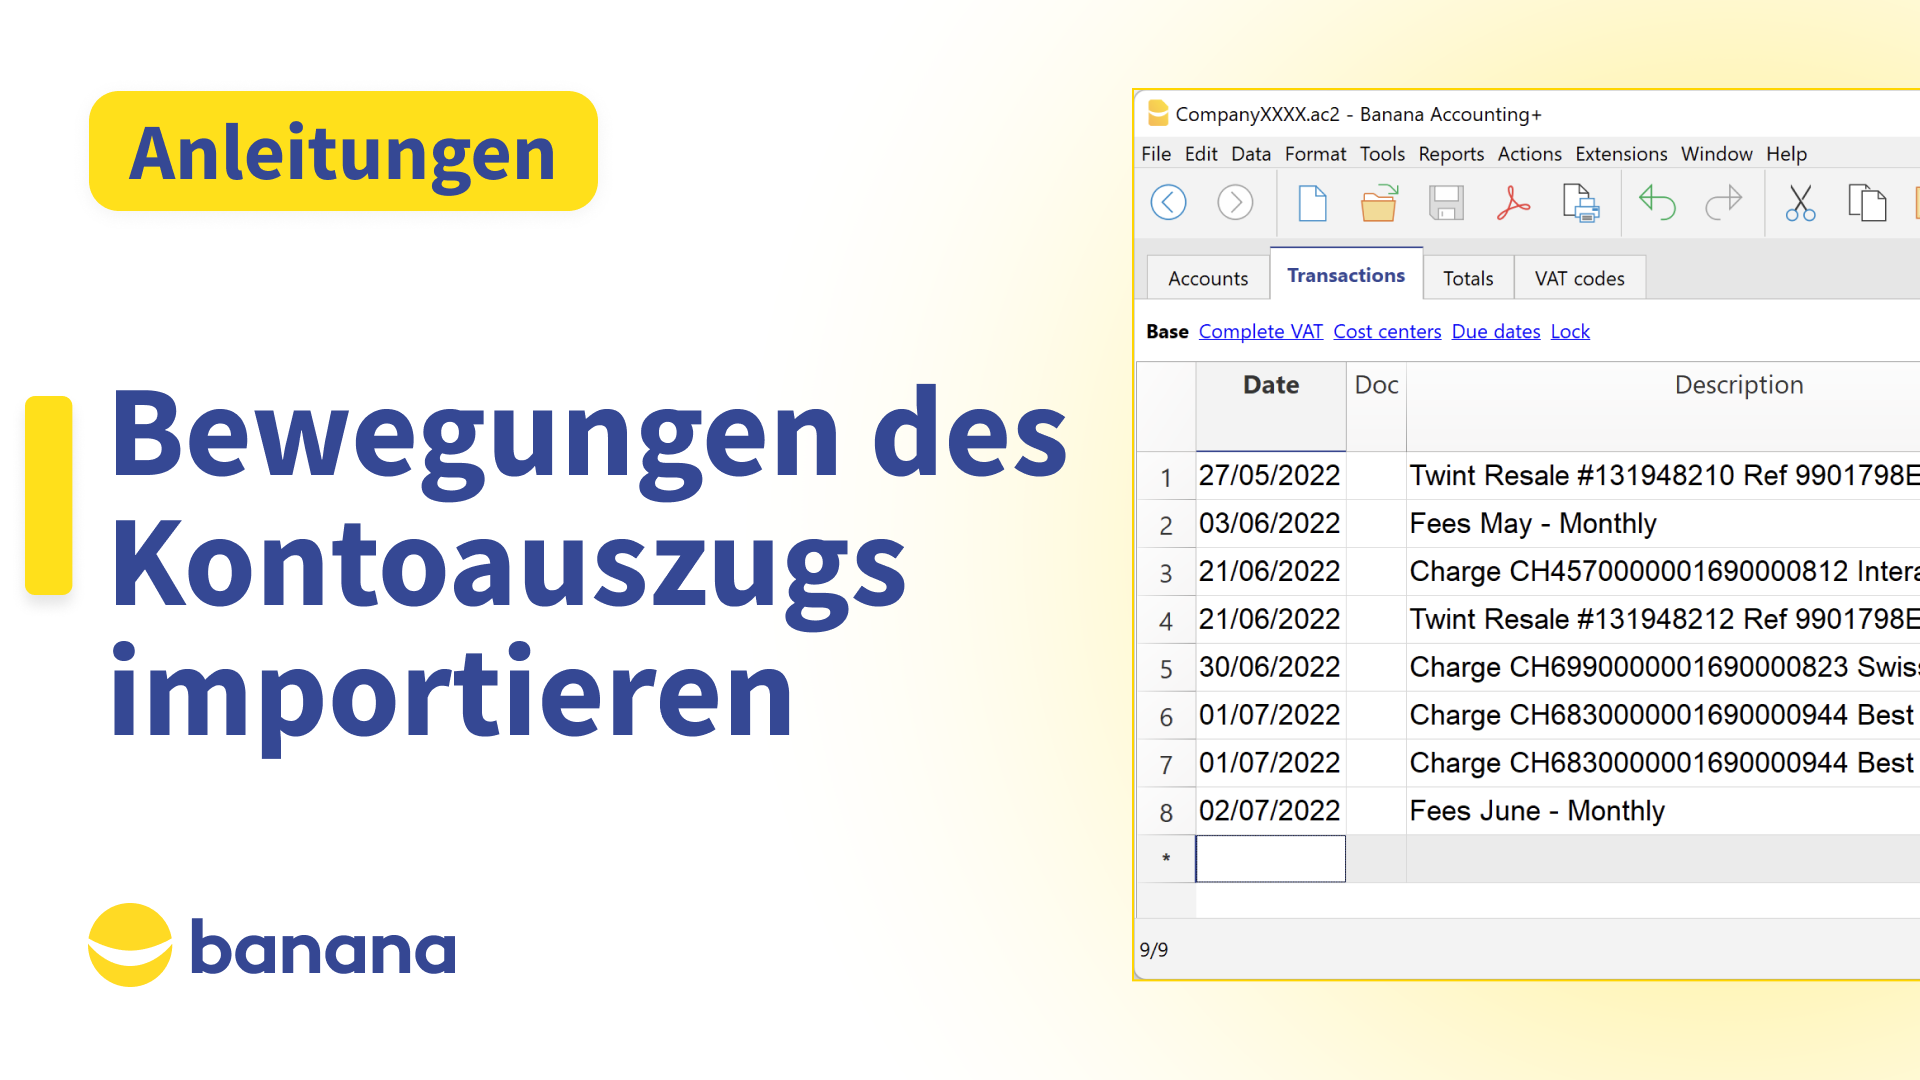 Anleitungen
Bewegungen des
Kontoauszugs
importieren
banana
CompanyXXXX.ac2 - Banana Accounting+
File Edit Data Format Tools Reports Actions Extensions Window Help
Accounts Transactions Totals VAT codes
Base Complete VAT Cost centers Due dates Lock
Date Doc Description
1 27/05/2022 Twint Resale #131948210 Ref 9901798E
2 03/06/2022 Fees May - Monthly
3 21/06/2022 Charge CH4570000001690000812 Intera
4 21/06/2022 Twint Resale #131948212 Ref 9901798E
5 30/06/2022 Charge CH6990000001690000823 Swiss
6 01/07/2022 Charge CH6830000001690000944 Best
7 01/07/2022 Charge CH6830000001690000944 Best
8 02/07/2022 Fees June - Monthly
*
9/9